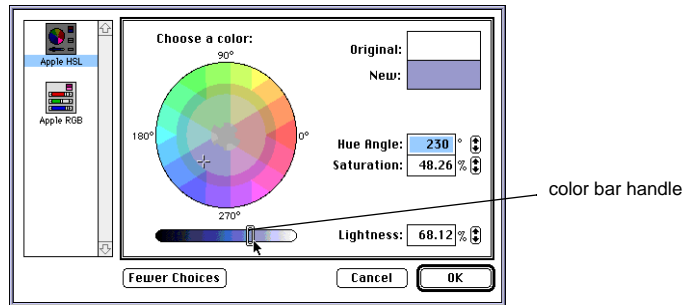 Choose a color:
90°
Original:
New:
Apple HSL
Apple RGB
180°
0°
Hue Angle: 230 °
Saturation: 48.26 %
color bar handle
270°
Lightness: 68.12 %
Fewer Choices
Cancel
OK